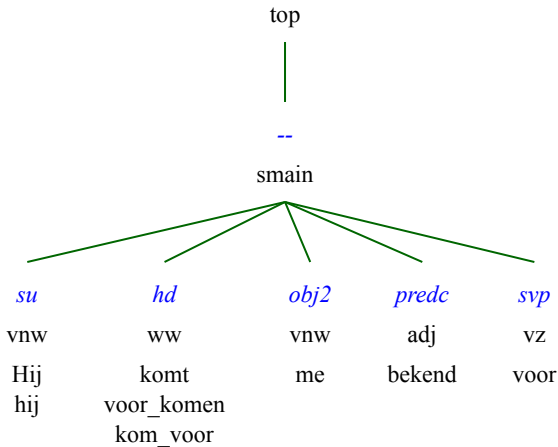 top
--
smain
su hd obj2 predc svp
vnw ww vnw adj vz
Hij komt me bekend voor
hij voor_komen
kom_voor